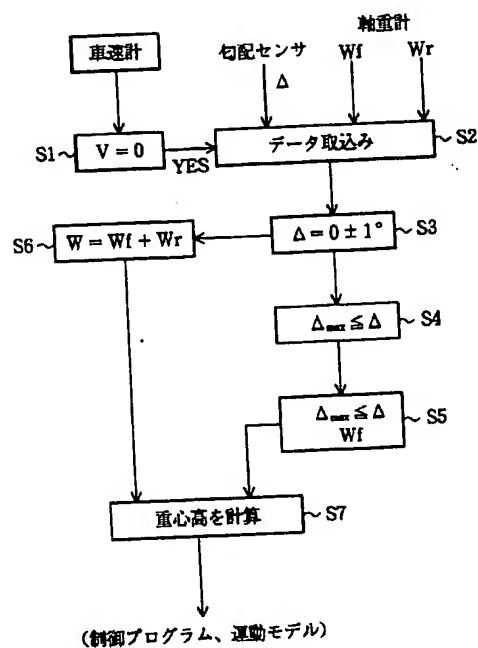 車速計
匂配センサ
Δ
軸重計
Wf Wr
S1 V = 0
YES
データ取込み S2
S6 W = Wf + Wr
Δ = 0 ± 1° S3
Δmax ≦ Δ S4
Δmax ≦ Δ
Wf
S5
重心高を計算 S7
(制御プログラム、運動モデル)